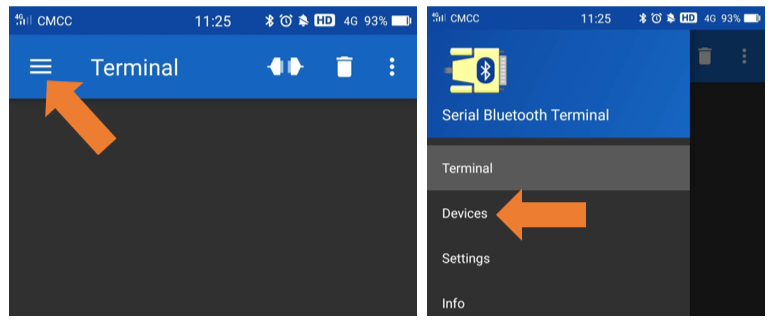 4G CMCC 11:25 HD 4G 93%
Terminal
4G CMCC 11:25 HD 4G 93%
Serial Bluetooth Terminal
Terminal
Devices
Settings
Info